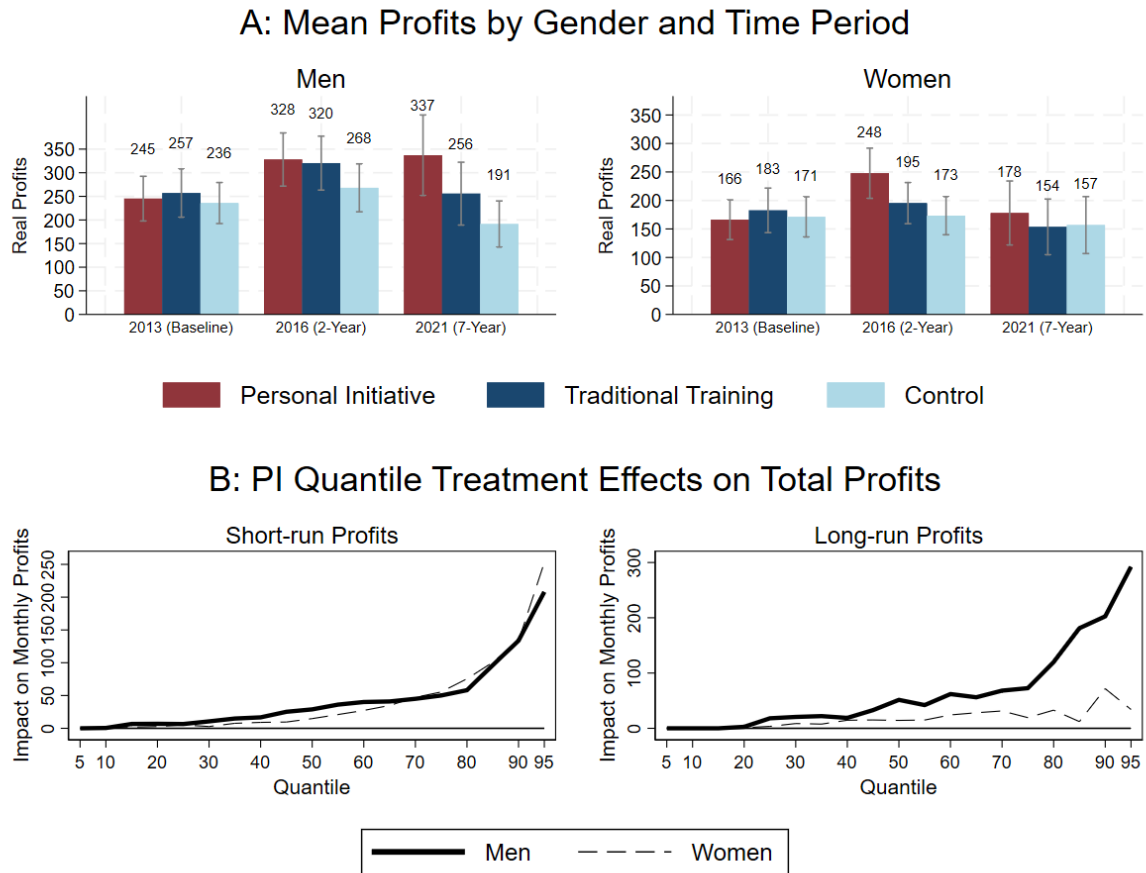 A: Mean Profits by Gender and Time Period
Men
Real Profits
350
300
250
200
150
100
50
0
245 257 236
328 320 268
337 256 191
2013 (Baseline) 2016 (2-Year) 2021 (7-Year)
Women
Real Profits
350
300
250
200
150
100
50
0
166 183 171
248 195 173
178 154 157
2013 (Baseline) 2016 (2-Year) 2021 (7-Year)
Personal Initiative Traditional Training Control
B: PI Quantile Treatment Effects on Total Profits
Short-run Profits
Impact on Monthly Profits
250
200
150
100
50
0
5 10 20 30 40 50 60 70 80 90 95
Quantile
Long-run Profits
Impact on Monthly Profits
300
200
100
0
5 10 20 30 40 50 60 70 80 90 95
Quantile
Men Women